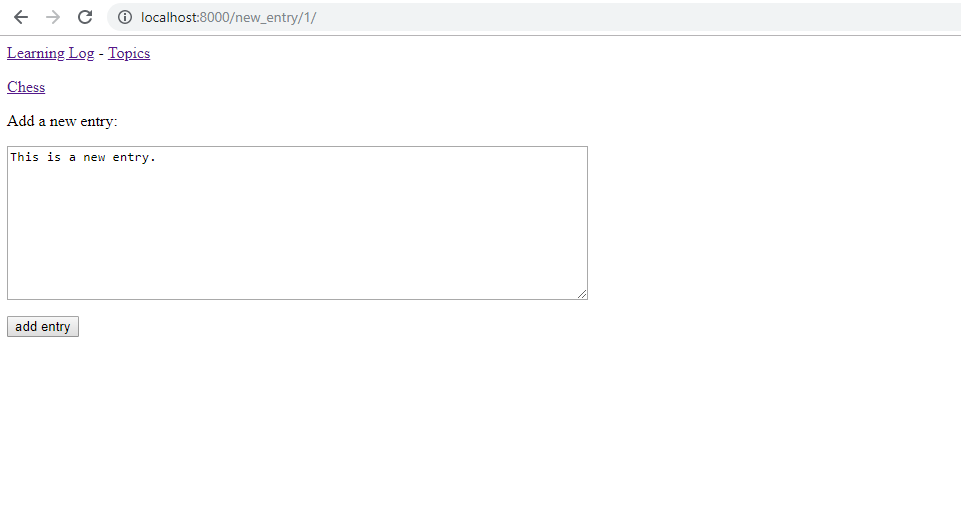 localhost:8000/new_entry/1/
Learning Log - Topics
Chess
Add a new entry:
This is a new entry.
add entry